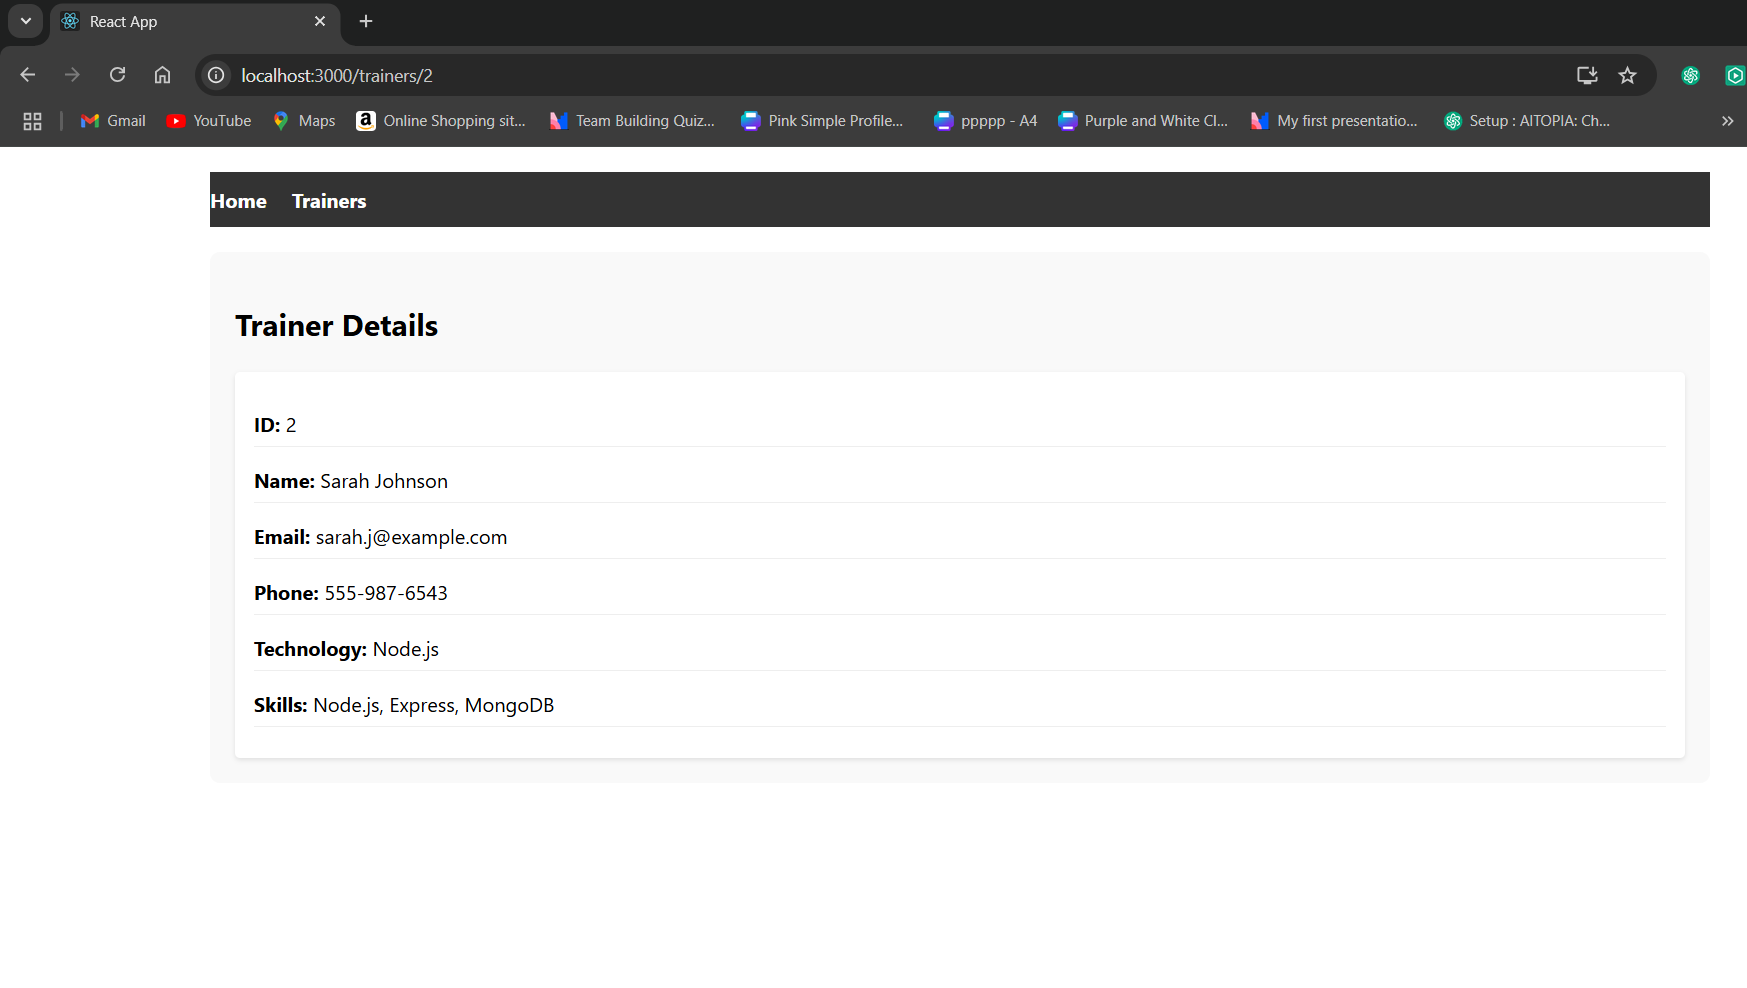 React App
localhost:3000/trainers/2
Gmail YouTube Maps Online Shopping sit... Team Building Quiz... Pink Simple Profile... ppppp - A4 Purple and White Cl... My first presentatio... Setup : AITOPIA: Ch...
Home Trainers
Trainer Details
ID: 2
Name: Sarah Johnson
Email: sarah.j@example.com
Phone: 555-987-6543
Technology: Node.js
Skills: Node.js, Express, MongoDB